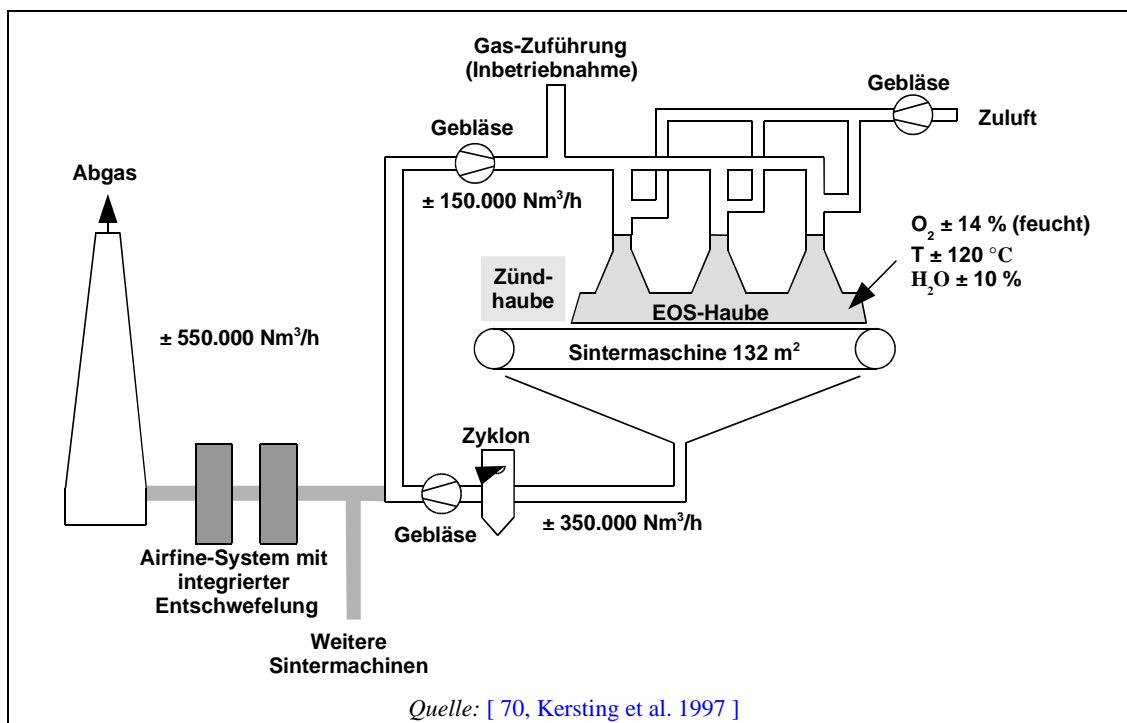 Gas-Zuführung
(Inbetriebnahme)
Gebläse
Zuluft
Gebläse
Abgas
± 150.000 Nm³/h
O₂ ± 14 % (feucht)
T ± 120 °C
H₂O ± 10 %
Zünd-
haube
EOS-Haube
± 550.000 Nm³/h
Sintermaschine 132 m²
Zyklon
± 350.000 Nm³/h
Gebläse
Airfine-System mit
integrierter
Entschwefelung
Weitere
Sintermachinen
Quelle: [ 70, Kersting et al. 1997 ]